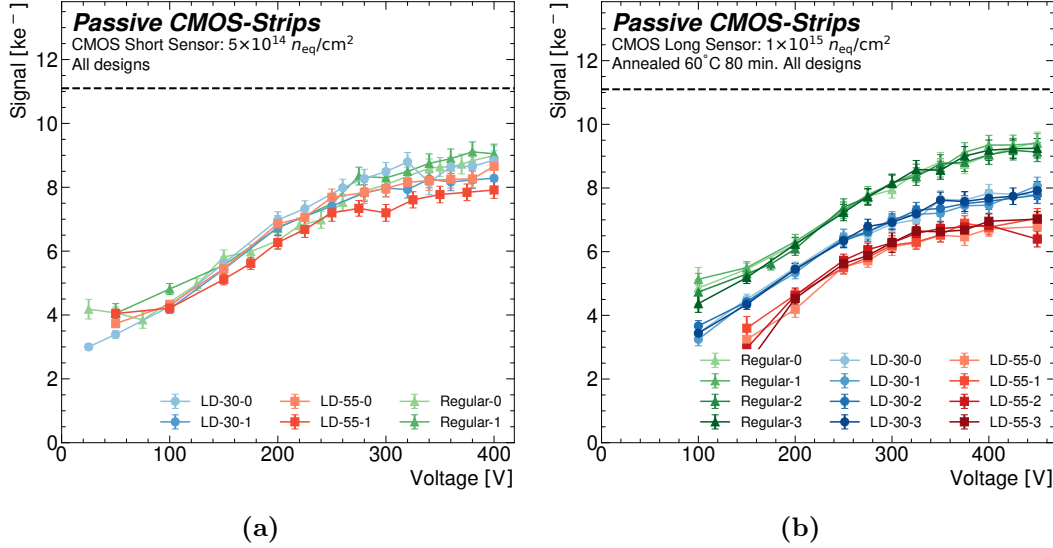 Passive CMOS-Strips
CMOS Short Sensor: 5×10¹⁴ n_eq/cm²
All designs
Signal [ke⁻]
12
10
8
6
4
2
0
LD-30-0
LD-30-1
LD-55-0
LD-55-1
Regular-0
Regular-1
0 100 200 300 400
Voltage [V]
(a)
Passive CMOS-Strips
CMOS Long Sensor: 1×10¹⁵ n_eq/cm²
Annealed 60°C 80 min. All designs
Signal [ke⁻]
12
10
8
6
4
2
0
Regular-0
Regular-1
Regular-2
Regular-3
LD-30-0
LD-30-1
LD-30-2
LD-30-3
LD-55-0
LD-55-1
LD-55-2
LD-55-3
0 100 200 300 400
Voltage [V]
(b)